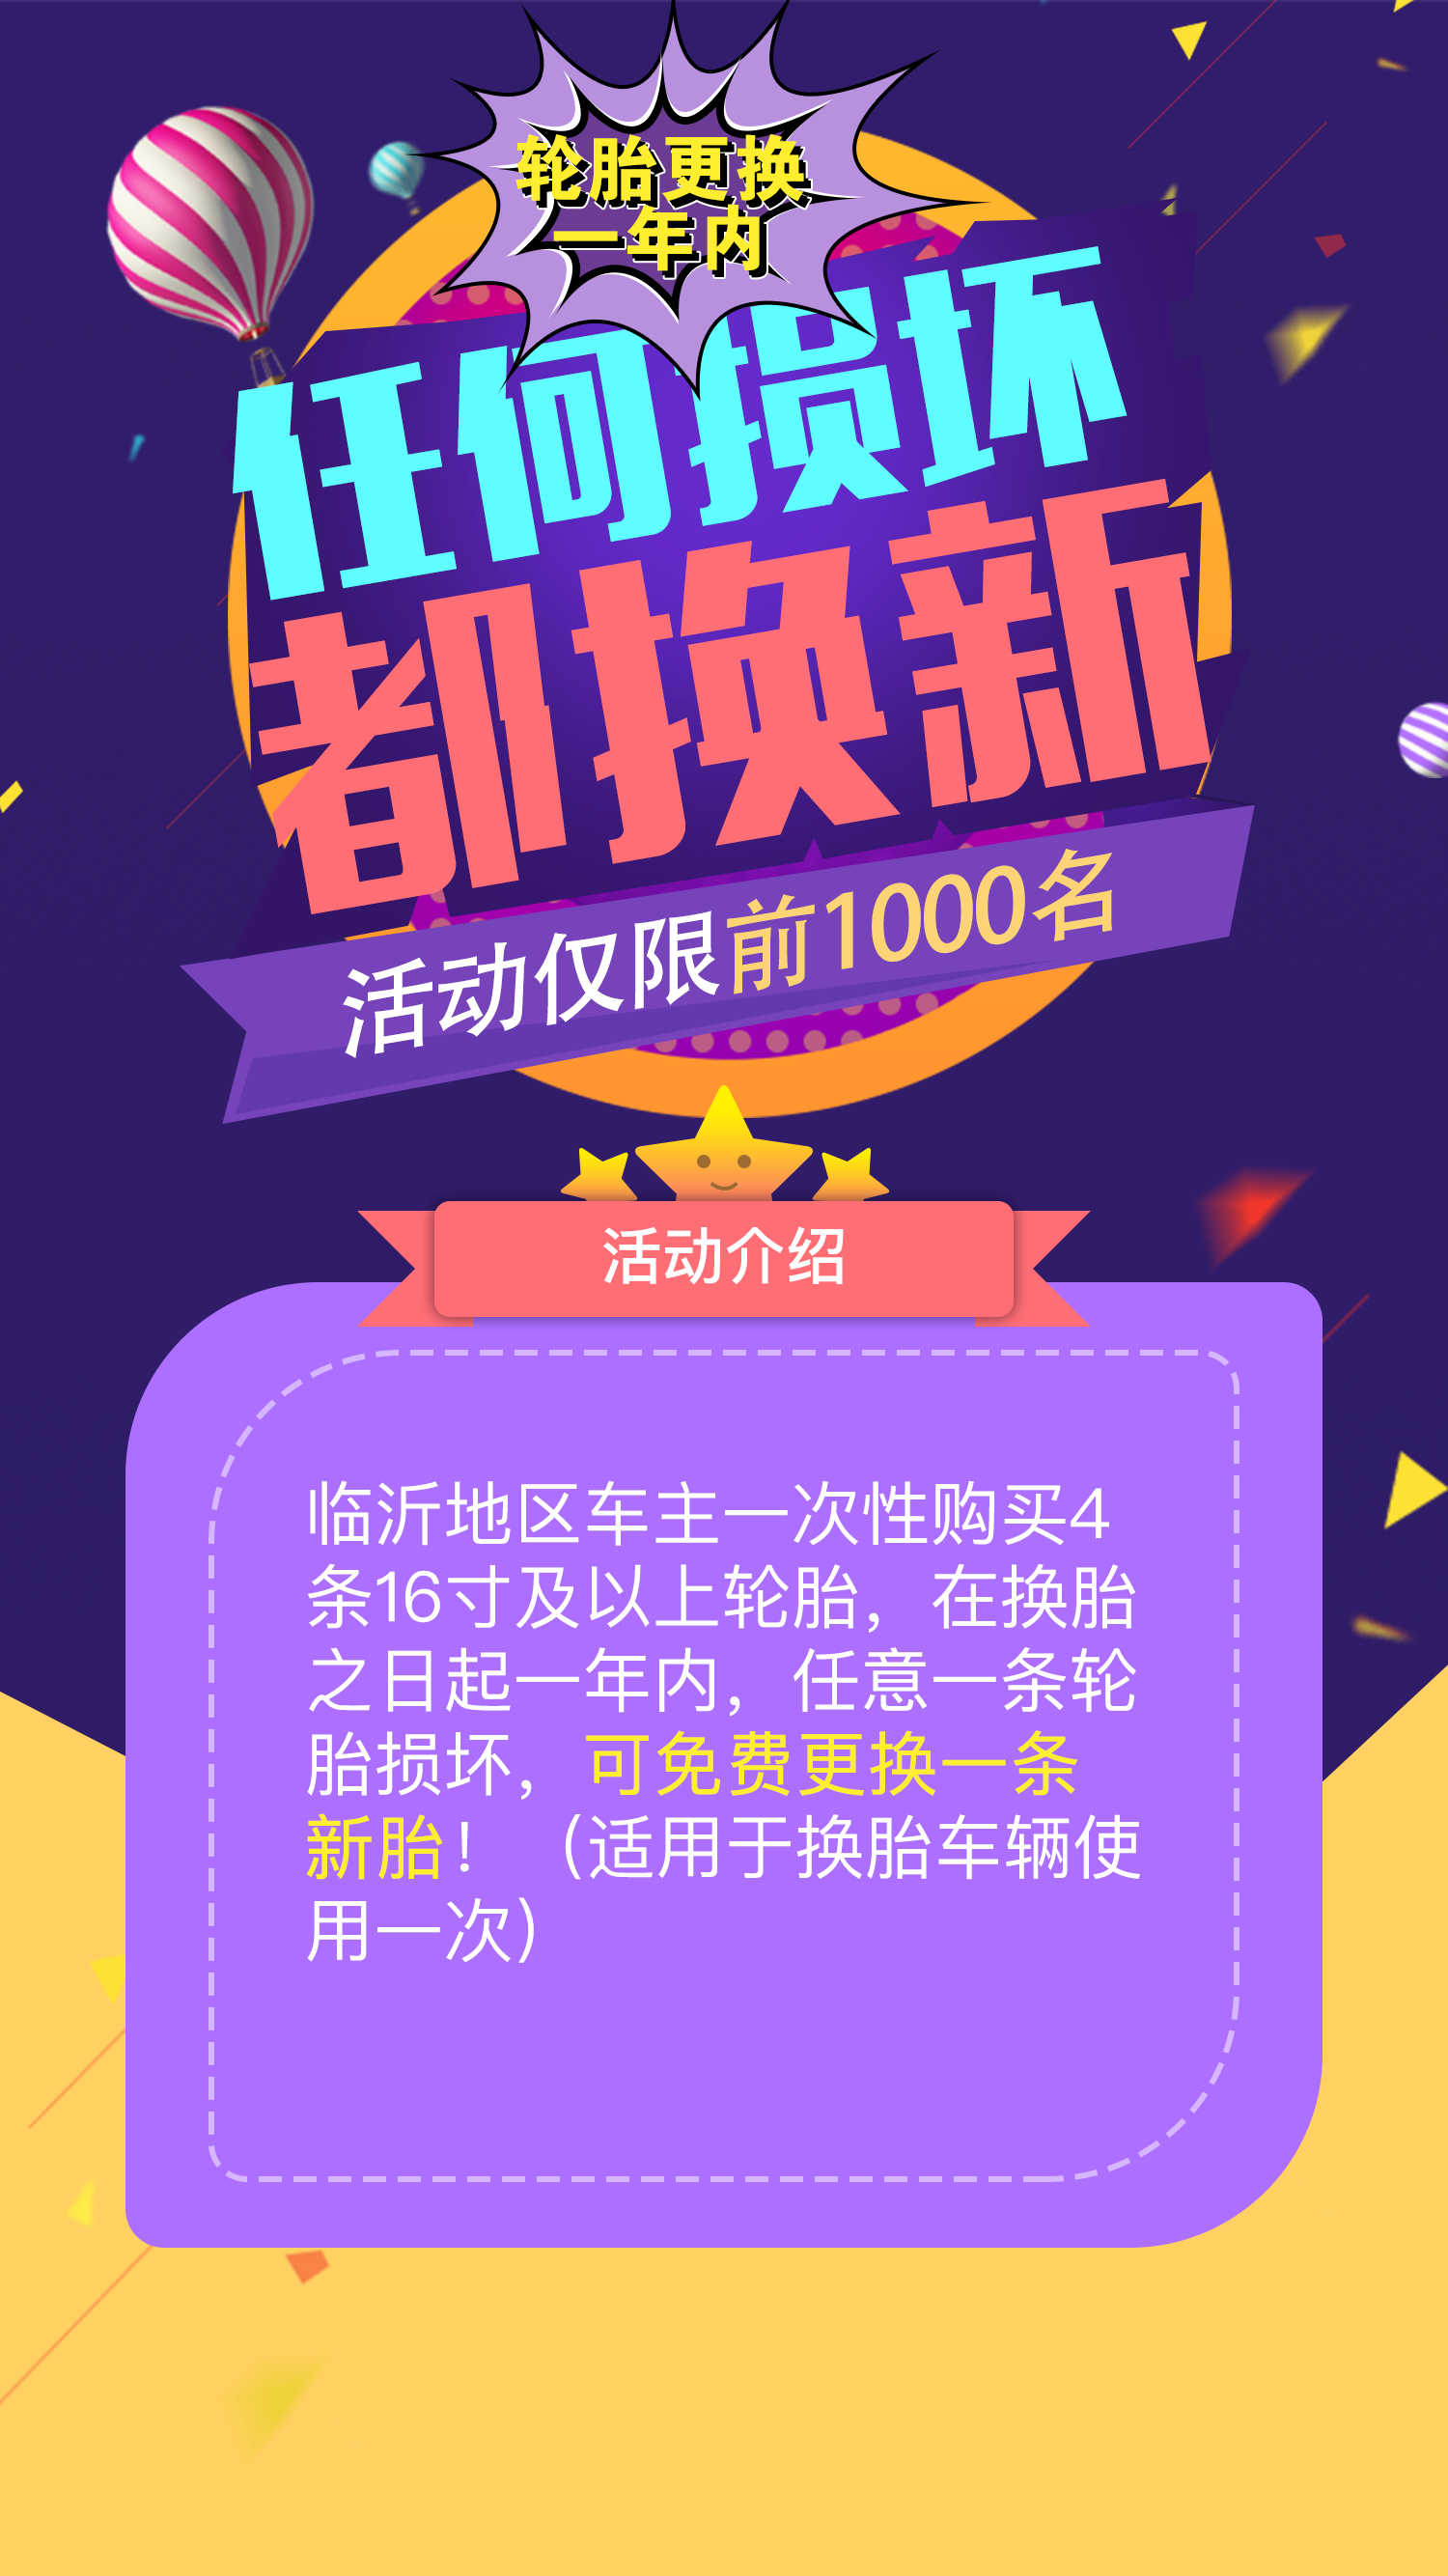 轮胎更换
一年内
任何损坏
都换新
活动仅限前1000名
活动介绍
临沂地区车主一次性购买4
条16寸及以上轮胎，在换胎
之日起一年内，任意一条轮
胎损坏，可免费更换一条
新胎！（适用于换胎车辆使
用一次）